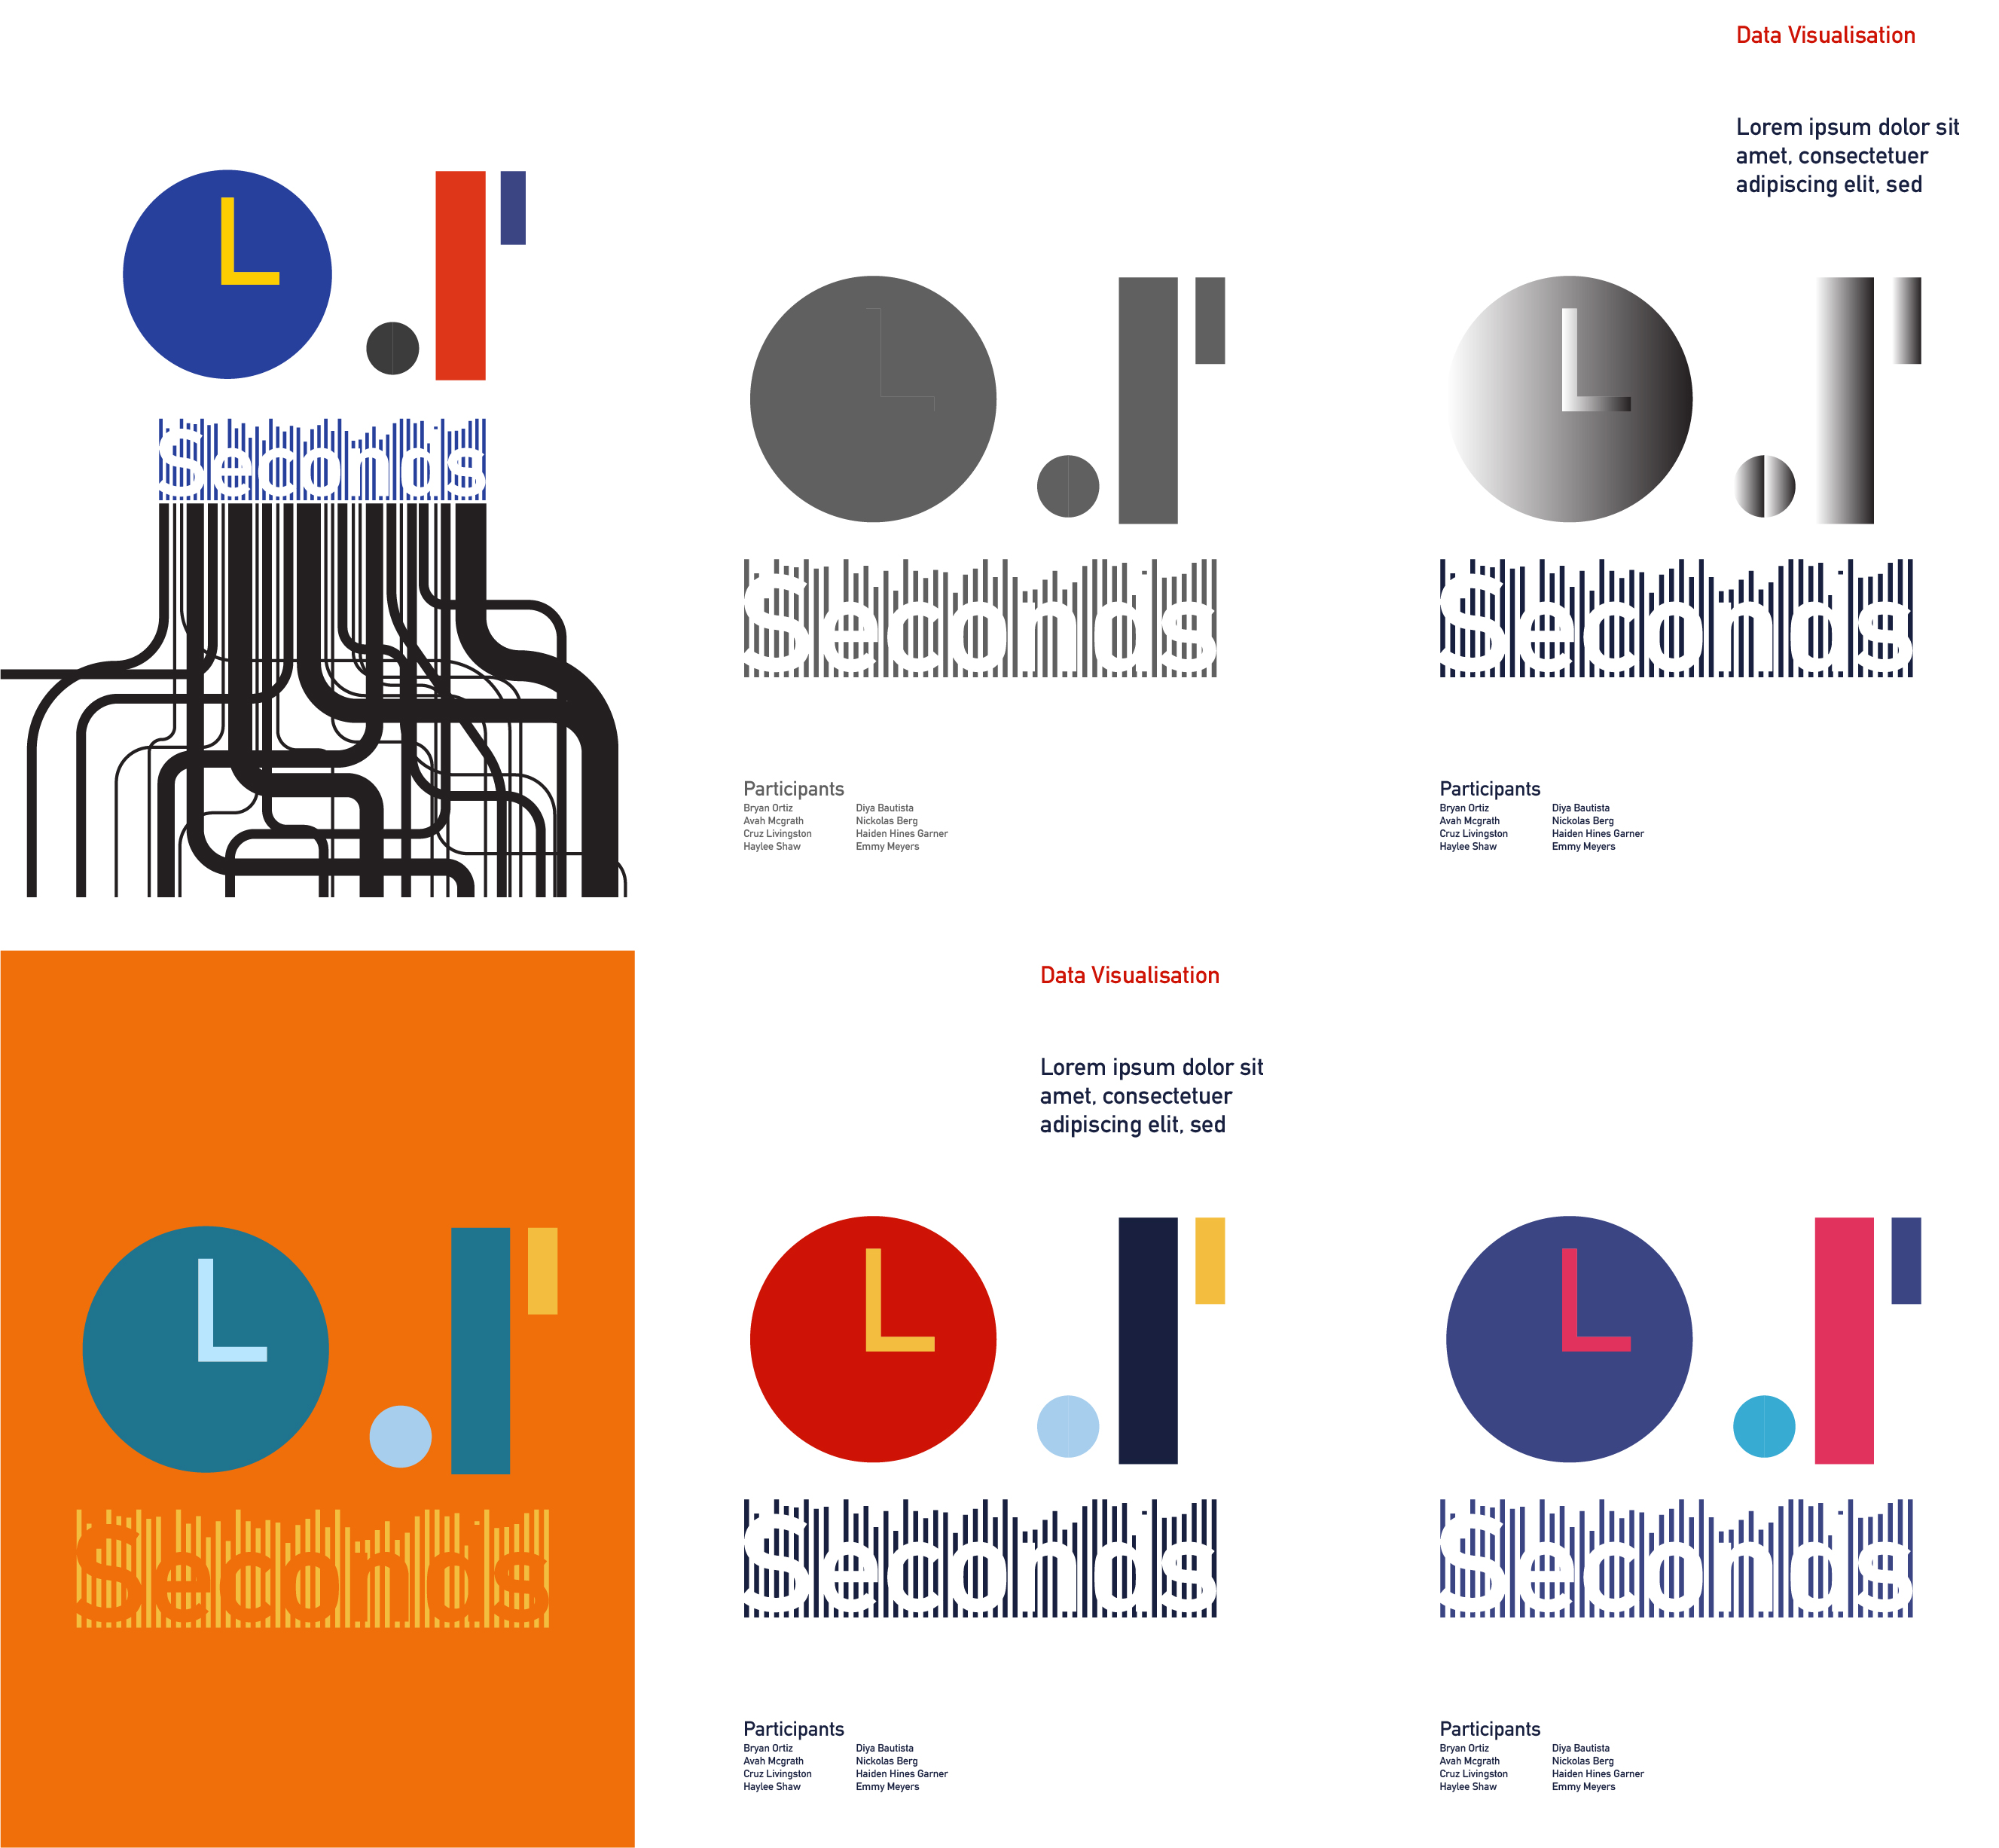 Seconds
Seconds
Participants
Bryan Ortiz
Avah Mcgrath
Cruz Livingston
Haylee Shaw
Diya Bautista
Nickolas Berg
Haiden Hines Garner
Emmy Meyers
Data Visualisation
Lorem ipsum dolor sit
amet, consectetuer
adipiscing elit, sed
Seconds
Participants
Bryan Ortiz
Avah Mcgrath
Cruz Livingston
Haylee Shaw
Diya Bautista
Nickolas Berg
Haiden Hines Garner
Emmy Meyers
Seconds
Data Visualisation
Lorem ipsum dolor sit
amet, consectetuer
adipiscing elit, sed
Seconds
Participants
Bryan Ortiz
Avah Mcgrath
Cruz Livingston
Haylee Shaw
Diya Bautista
Nickolas Berg
Haiden Hines Garner
Emmy Meyers
Seconds
Participants
Bryan Ortiz
Avah Mcgrath
Cruz Livingston
Haylee Shaw
Diya Bautista
Nickolas Berg
Haiden Hines Garner
Emmy Meyers